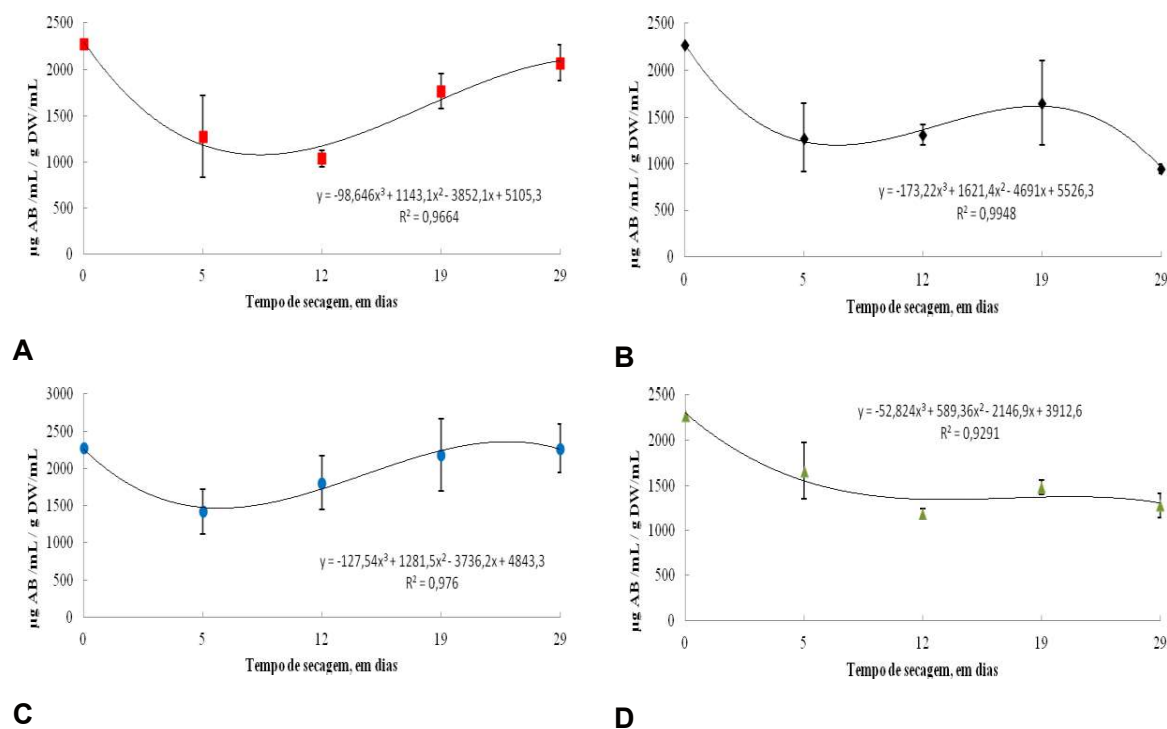 2500
2000
1500
1000
500
0
µg AB /mL / g DW/mL
y = -98,646x³ + 1143,1x² - 3852,1x + 5105,3
R² = 0,9664
0 5 12 19 29
Tempo de secagem, em dias
A
2500
2000
1500
1000
500
0
µg AB /mL / g DW/mL
y = -173,22x³ + 1621,4x² - 4691x + 5526,3
R² = 0,9948
0 5 12 19 29
Tempo de secagem, em dias
B
3000
2500
2000
1500
1000
500
0
µg AB /mL / g DW/mL
y = -127,54x³ + 1281,5x² - 3736,2x + 4843,3
R² = 0,976
0 5 12 19 29
Tempo de secagem, em dias
C
2500
2000
1500
1000
500
0
µg AB /mL / g DW/mL
y = -52,824x³ + 589,36x² - 2146,9x + 3912,6
R² = 0,9291
0 5 12 19 29
Tempo de secagem, em dias
D